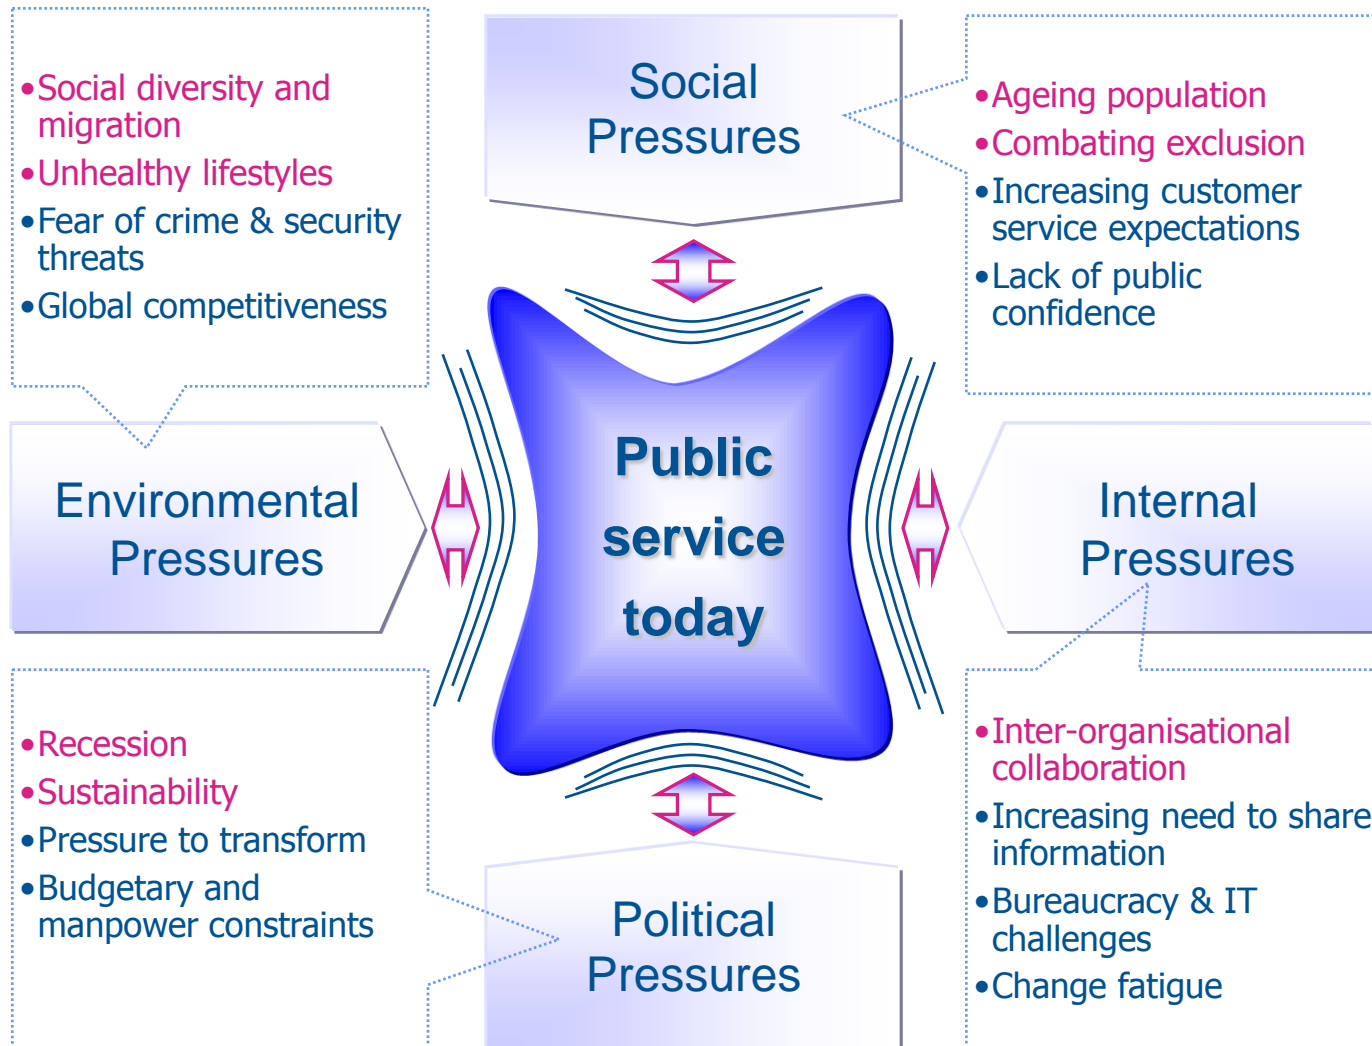 •Social diversity and
migration
•Unhealthy lifestyles
•Fear of crime & security
threats
•Global competitiveness
Social
Pressures
•Ageing population
•Combating exclusion
•Increasing customer
service expectations
•Lack of public
confidence
Environmental
Pressures
Public
service
today
Internal
Pressures
•Recession
•Sustainability
•Pressure to transform
•Budgetary and
manpower constraints
Political
Pressures
•Inter-organisational
collaboration
•Increasing need to share
information
•Bureaucracy & IT
challenges
•Change fatigue